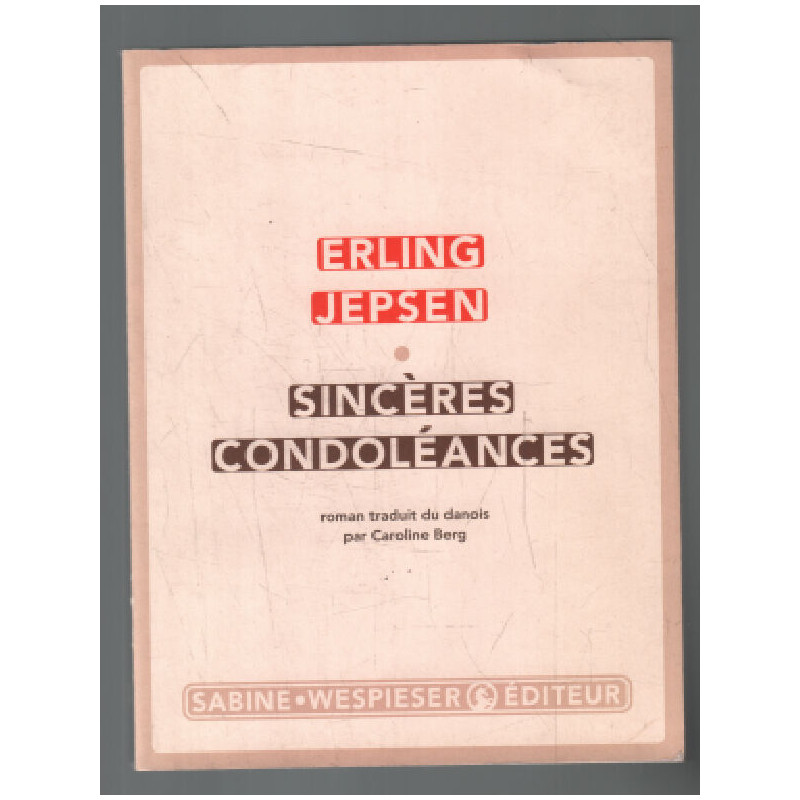 ERLING
JEPSEN
SINCÈRES
CONDOLÉANCES
roman traduit du danois
par Caroline Berg
SABINE • WESPIESER ÉDITEUR